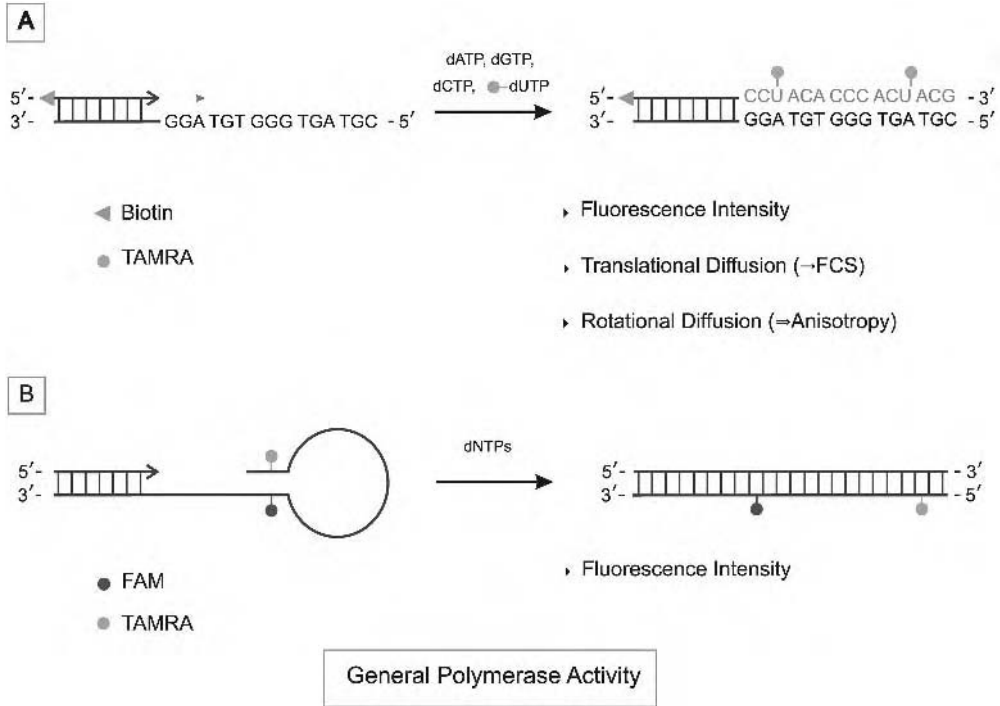 A
dATP, dGTP,
dCTP, dUTP
5′- CCU ACA CCC ACU ACG - 3′
3′- GGA TGT GGG TGA TGC - 5′
5′-
3′- GGA TGT GGG TGA TGC - 5′
Biotin
TAMRA
Fluorescence Intensity
Translational Diffusion (→FCS)
Rotational Diffusion (⇒Anisotropy)
B
5′-
3′-
dNTPs
5′- - 3′
3′- - 5′
FAM
TAMRA
Fluorescence Intensity
General Polymerase Activity